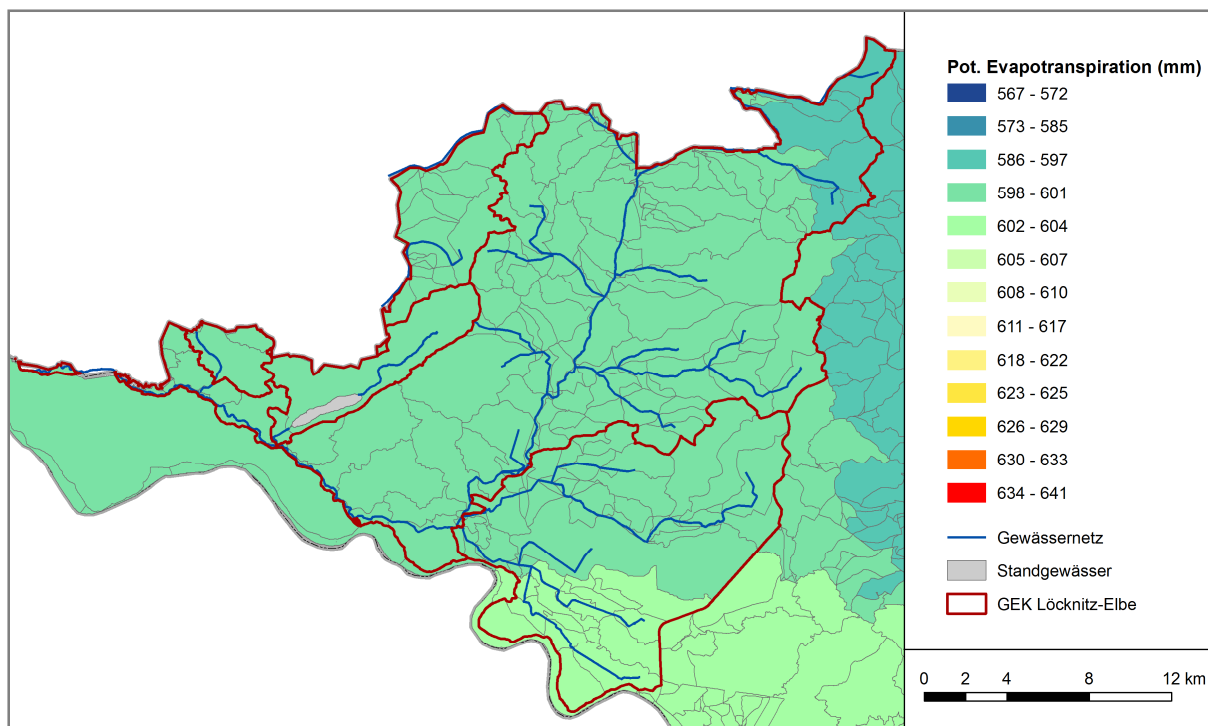 Pot. Evapotranspiration (mm)
567 - 572
573 - 585
586 - 597
598 - 601
602 - 604
605 - 607
608 - 610
611 - 617
618 - 622
623 - 625
626 - 629
630 - 633
634 - 641
Gewässernetz
Standgewässer
GEK Löcknitz-Elbe
0 2 4 8 12 km